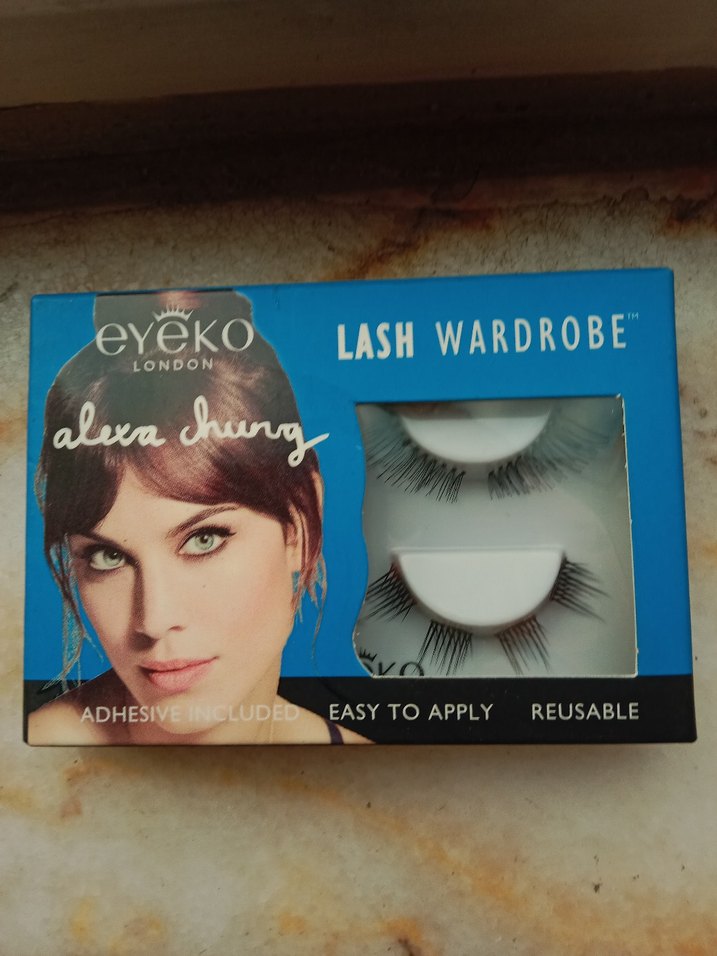 eyeko
LONDON
alexa chung
LASH WARDROBE™
ADHESIVE INCLUDED EASY TO APPLY REUSABLE